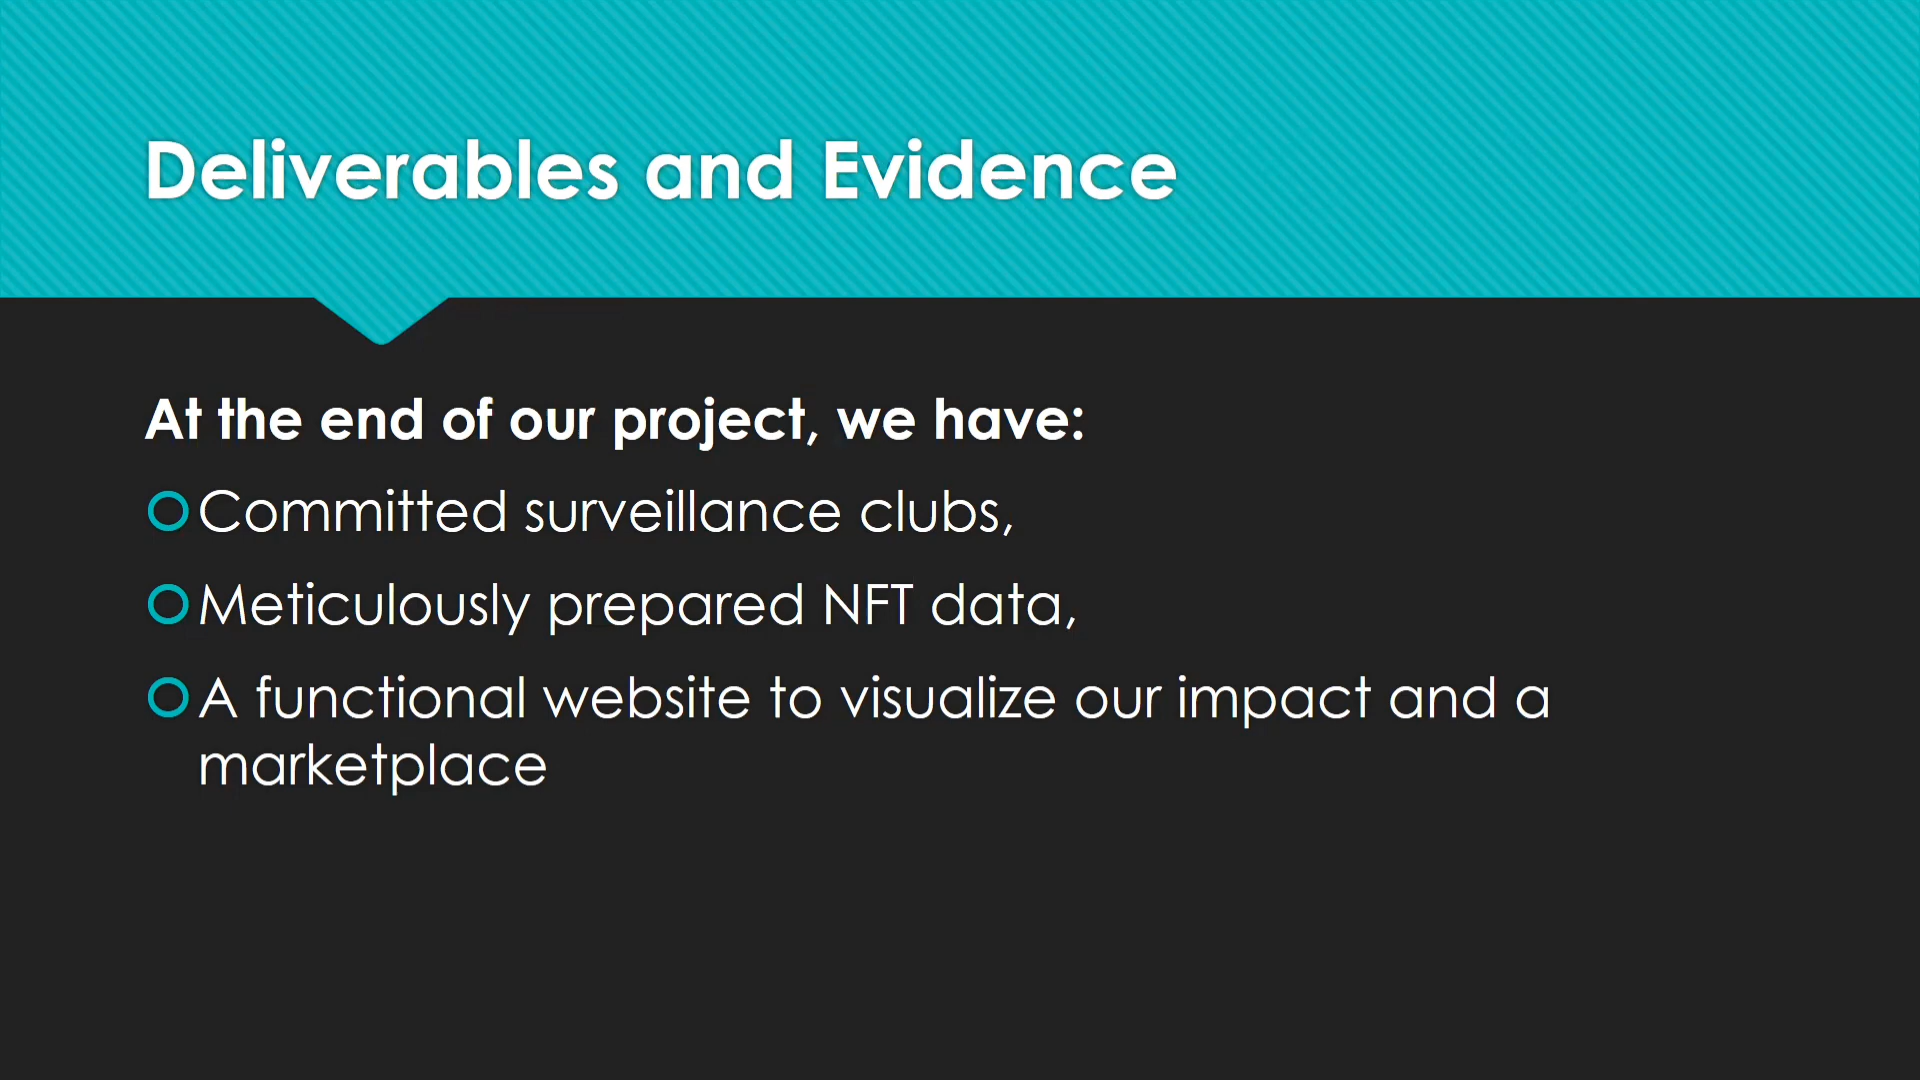 Deliverables and Evidence
At the end of our project, we have:
Committed surveillance clubs,
Meticulously prepared NFT data,
A functional website to visualize our impact and a
marketplace